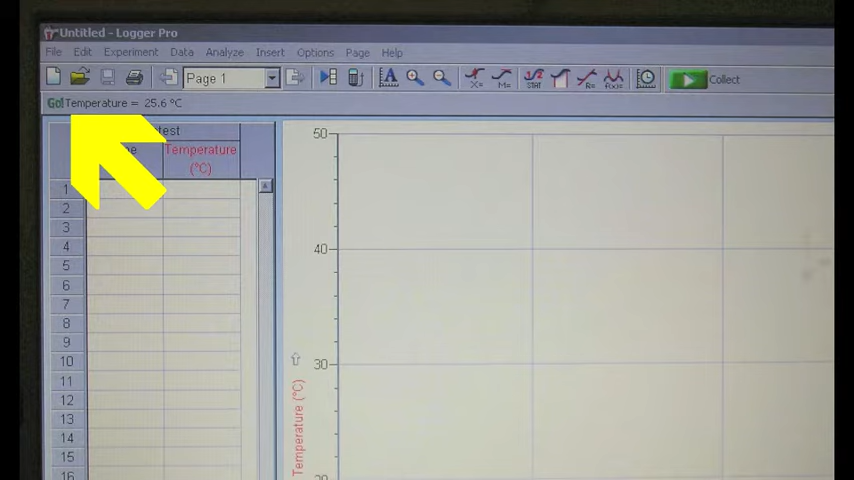 Untitled - Logger Pro
File Edit Experiment Data Analyze Insert Options Page Help
Page 1 Collect
Go! Temperature = 25.6 °C
Temperature
(°C)
1
2
3
4
5
6
7
8
9
10
11
12
13
14
15
16
50
40
30
Temperature (°C)